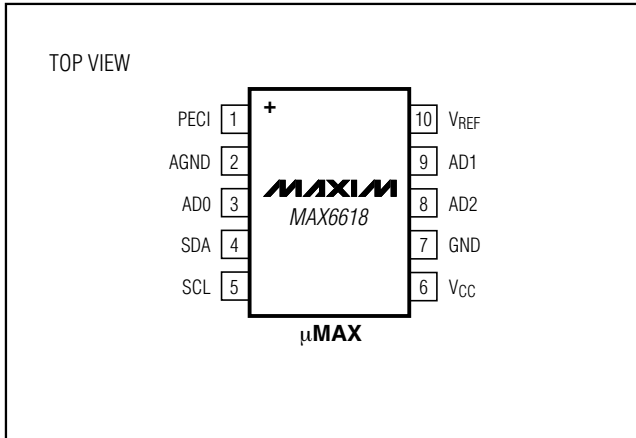 TOP VIEW
PECI 1 + 10 VREF
AGND 2 9 AD1
AD0 3 MAXIM 8 AD2
MAX6618
SDA 4 7 GND
SCL 5 6 VCC
µMAX